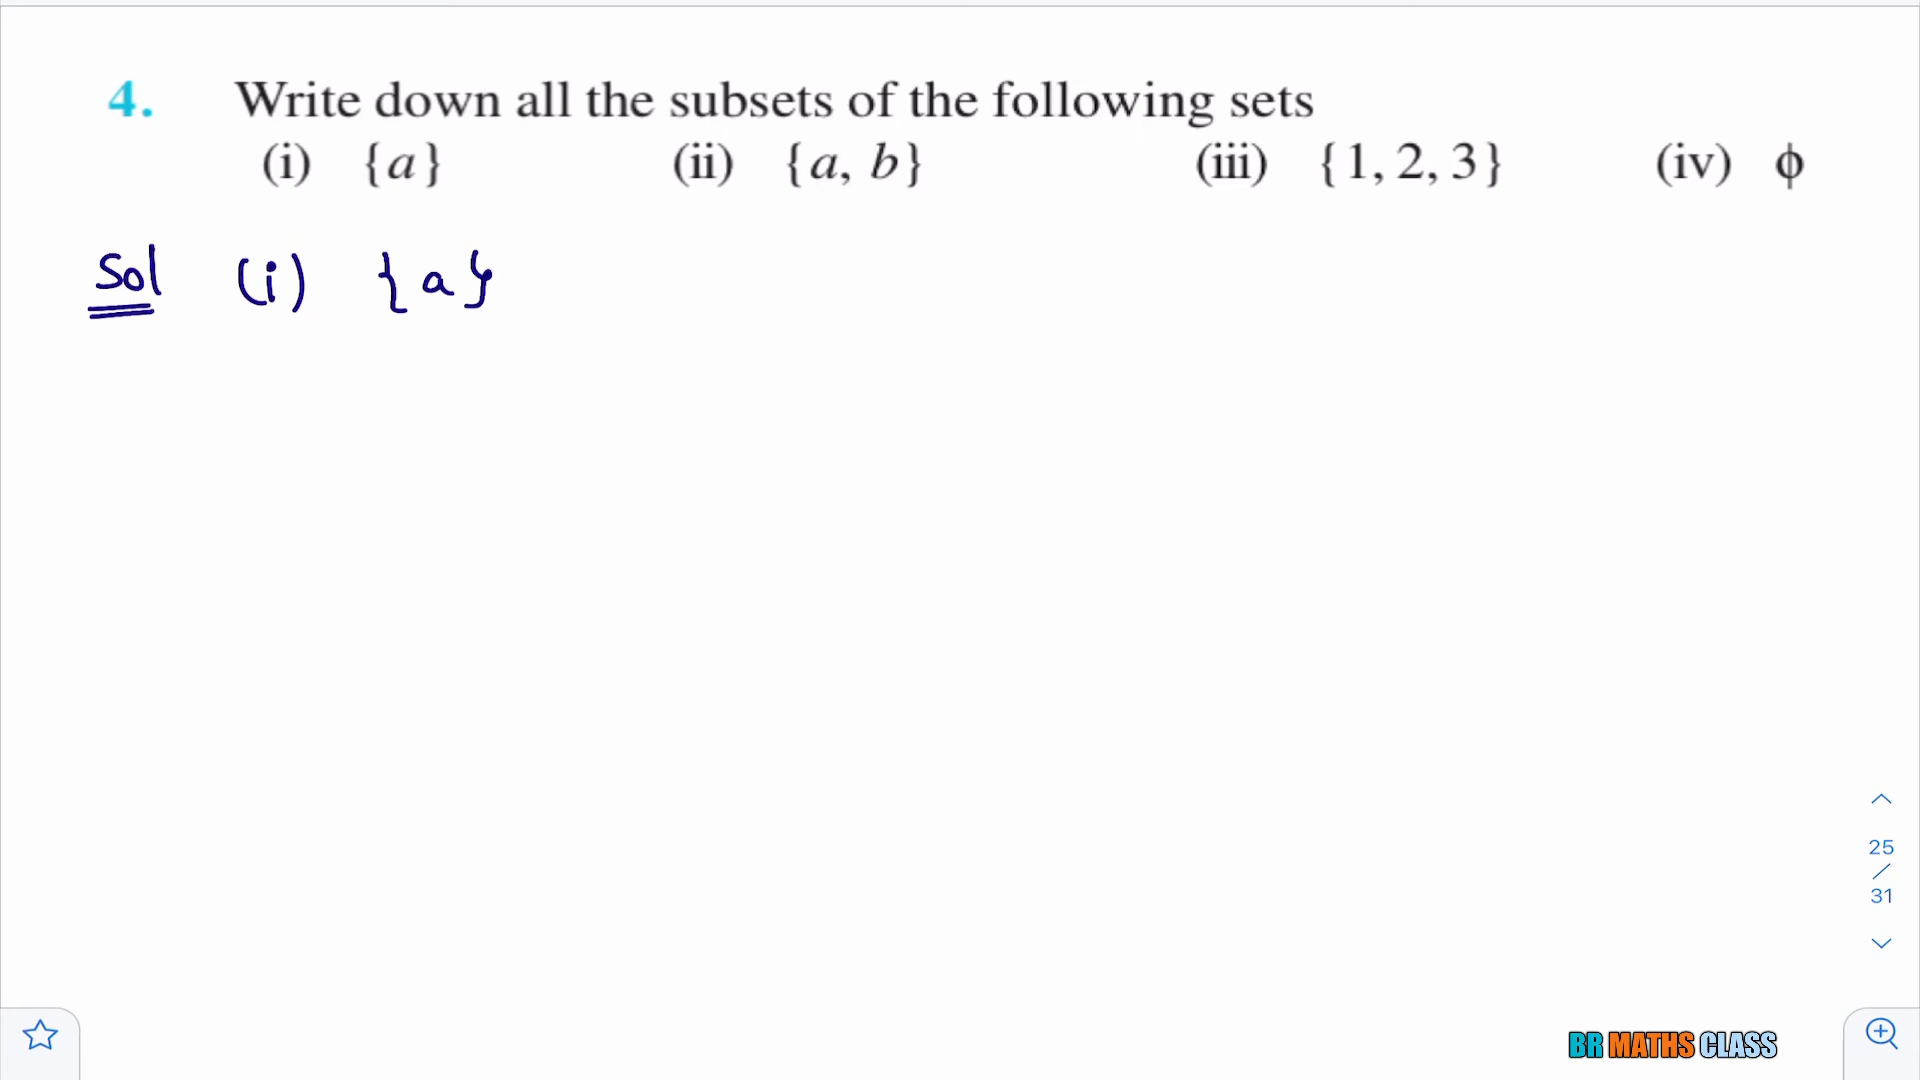 4. Write down all the subsets of the following sets
(i) {a} (ii) {a, b} (iii) {1, 2, 3} (iv) ϕ
Sol (i) {a}
25
/
31
BR MATHS CLASS